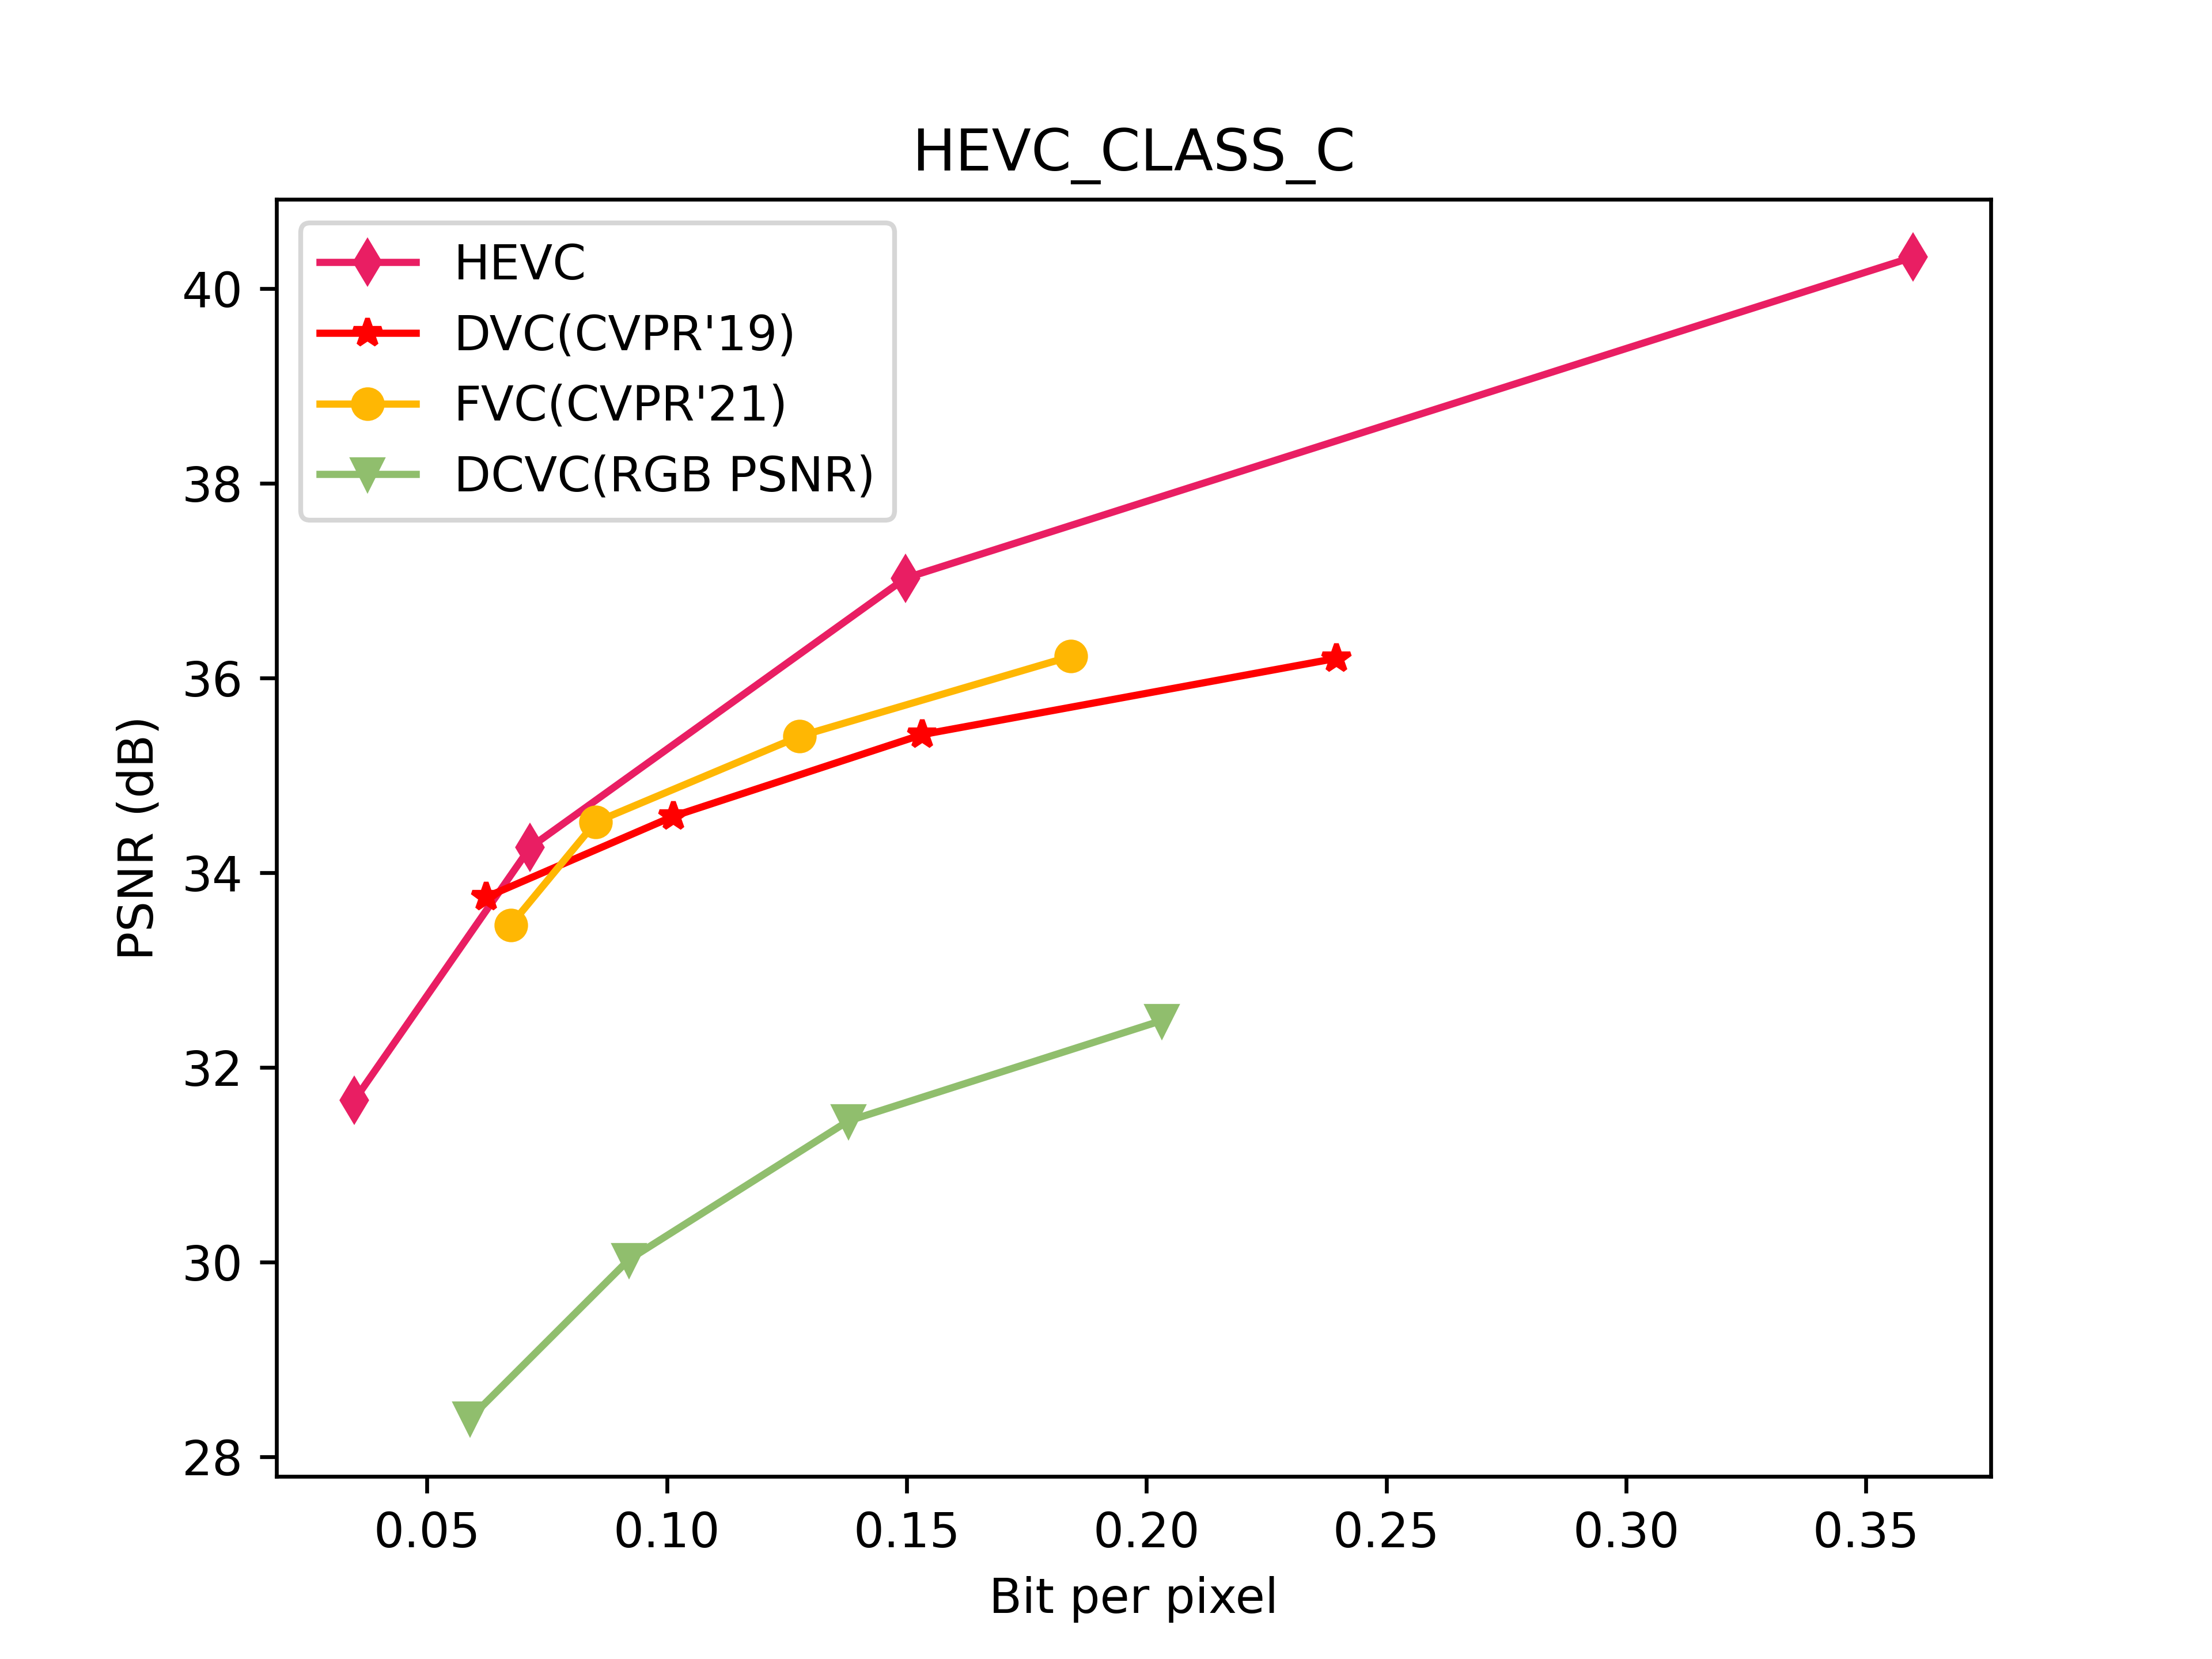 HEVC_CLASS_C
HEVC
DVC(CVPR'19)
FVC(CVPR'21)
DCVC(RGB PSNR)
PSNR (dB)
40
38
36
34
32
30
28
0.05 0.10 0.15 0.20 0.25 0.30 0.35
Bit per pixel